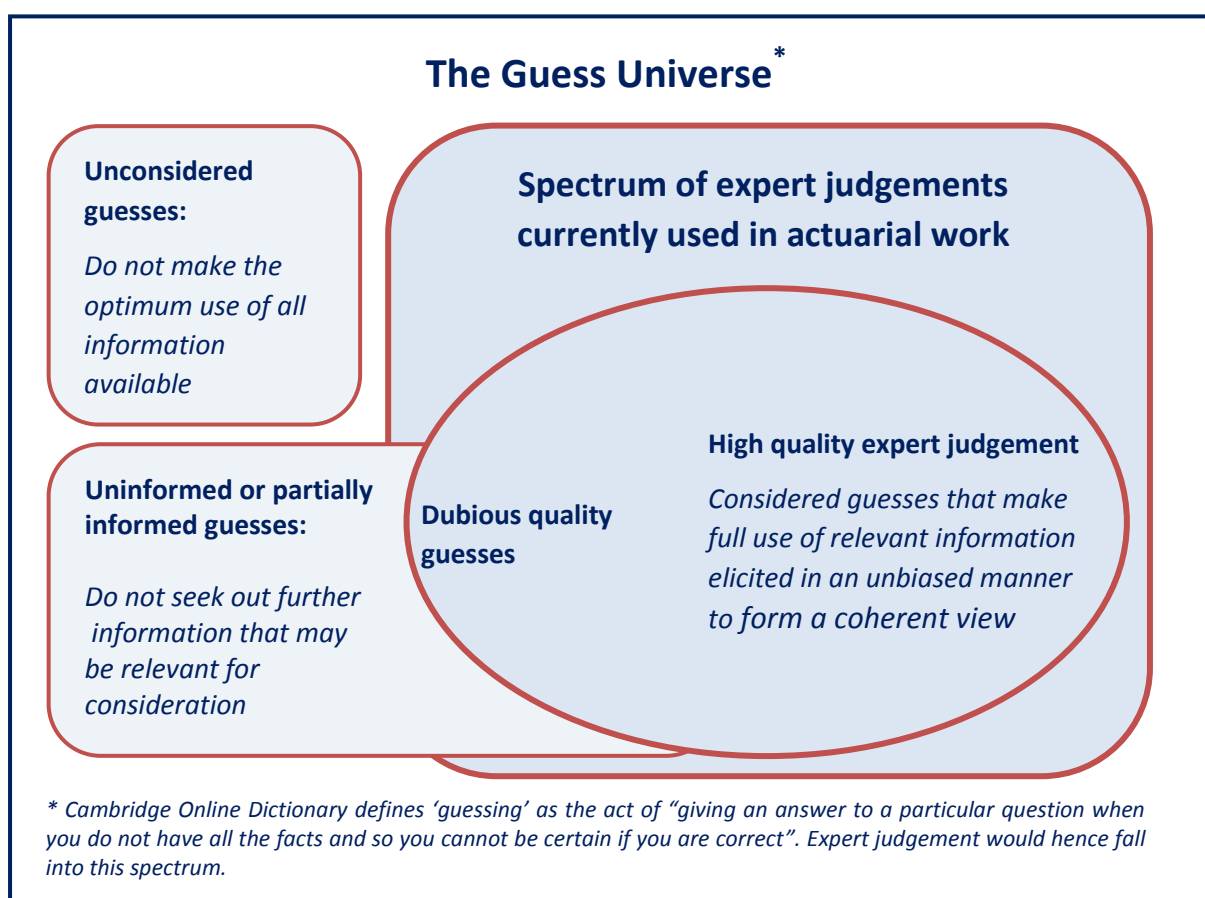 The Guess Universe*
Unconsidered
guesses:
Do not make the
optimum use of all
information
available
Spectrum of expert judgements
currently used in actuarial work
Uninformed or partially
informed guesses:
Do not seek out further
information that may
be relevant for
consideration
Dubious quality
guesses
High quality expert judgement
Considered guesses that make
full use of relevant information
elicited in an unbiased manner
to form a coherent view
* Cambridge Online Dictionary defines ‘guessing’ as the act of “giving an answer to a particular question when
you do not have all the facts and so you cannot be certain if you are correct”. Expert judgement would hence fall
into this spectrum.